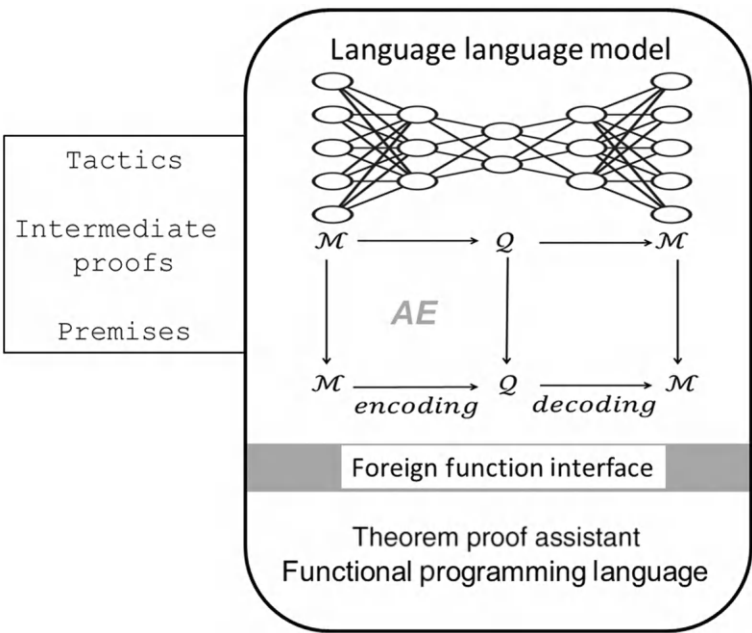 Language language model
Tactics
Intermediate
proofs
Premises
ℳ 𝒬 ℳ
AE
ℳ 𝒬 ℳ
encoding decoding
Foreign function interface
Theorem proof assistant
Functional programming language